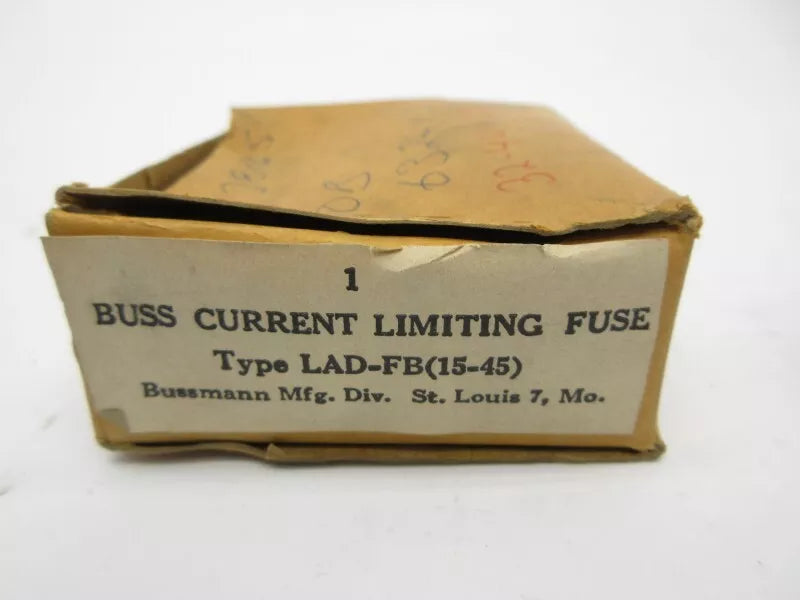 1
BUSS CURRENT LIMITING FUSE
Type LAD-FB(15-45)
Bussmann Mfg. Div. St. Louis 7, Mo.